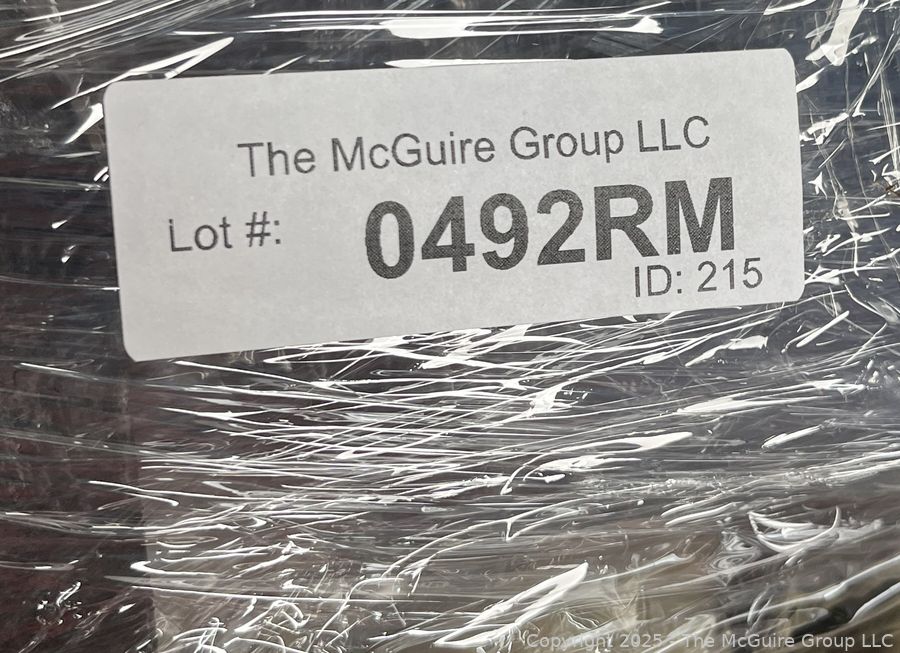 The McGuire Group LLC
Lot #: 0492RM
ID: 215
Copyright 2025 - The McGuire Group LLC